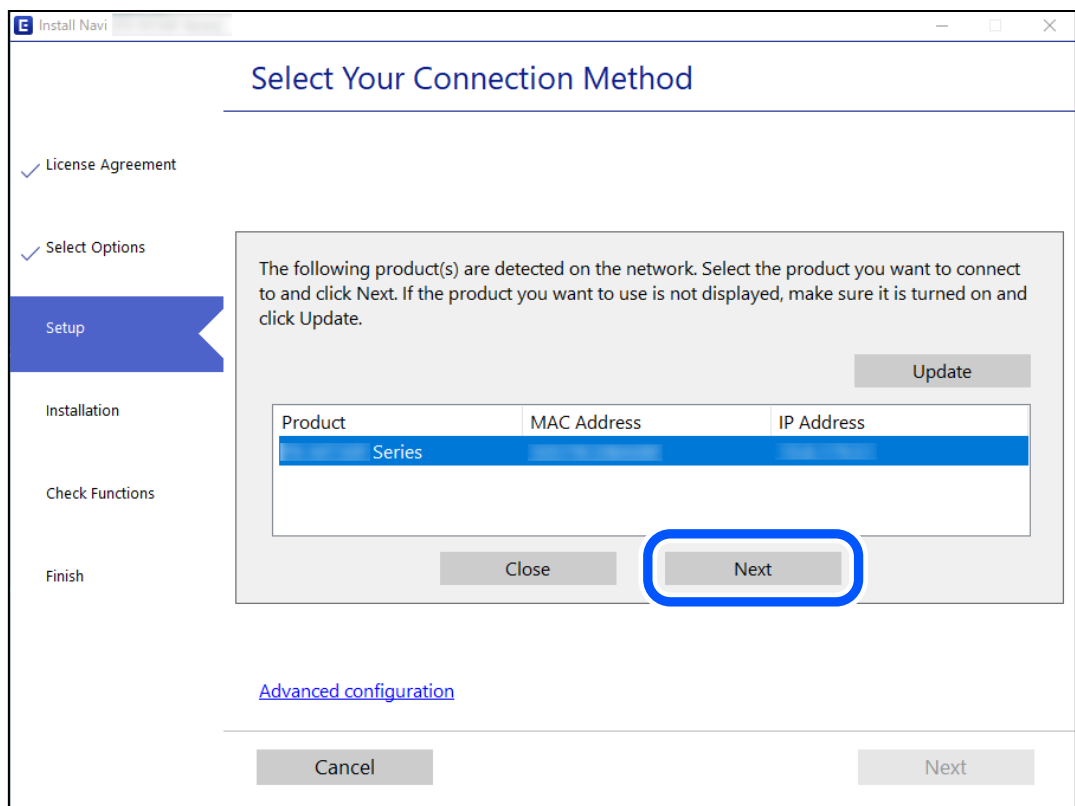 E Install Navi
Select Your Connection Method
License Agreement
Select Options
Setup
Installation
Check Functions
Finish
The following product(s) are detected on the network. Select the product you want to connect
to and click Next. If the product you want to use is not displayed, make sure it is turned on and
click Update.
Update
Product MAC Address IP Address
Series
Close Next
Advanced configuration
Cancel Next